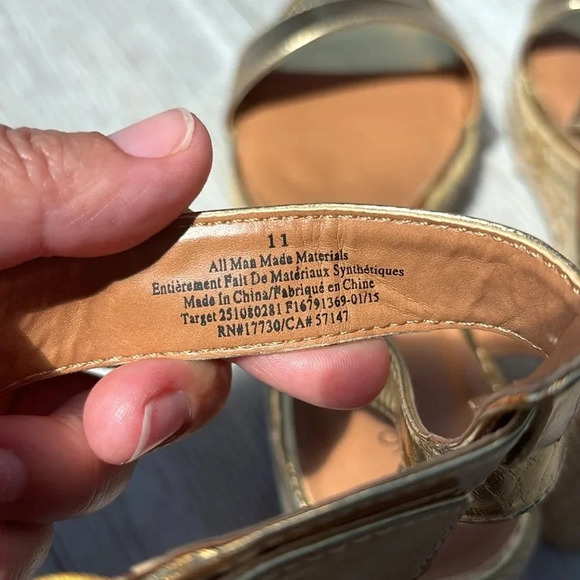 11
All Man Made Materials
Entièrement Fait De Matériaux Synthétiques
Made In China/Fabriqué en Chine
Target 251080281 F16791369-01/15
RN#17730/CA# 57147